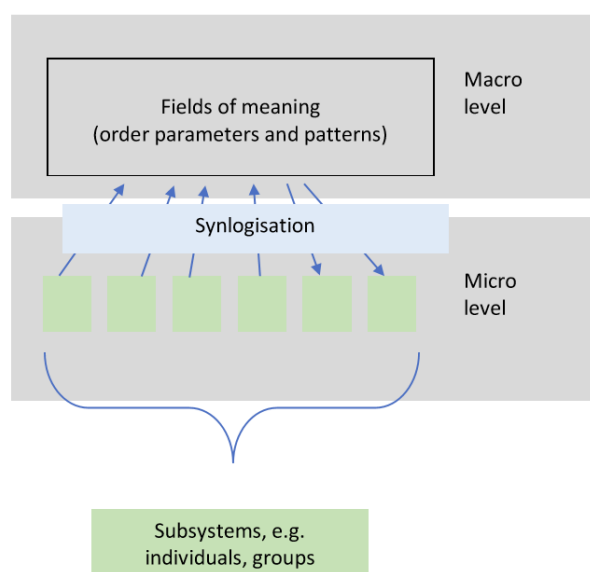 Fields of meaning
(order parameters and patterns)
Macro
level
Synlogisation
Micro
level
Subsystems, e.g.
individuals, groups